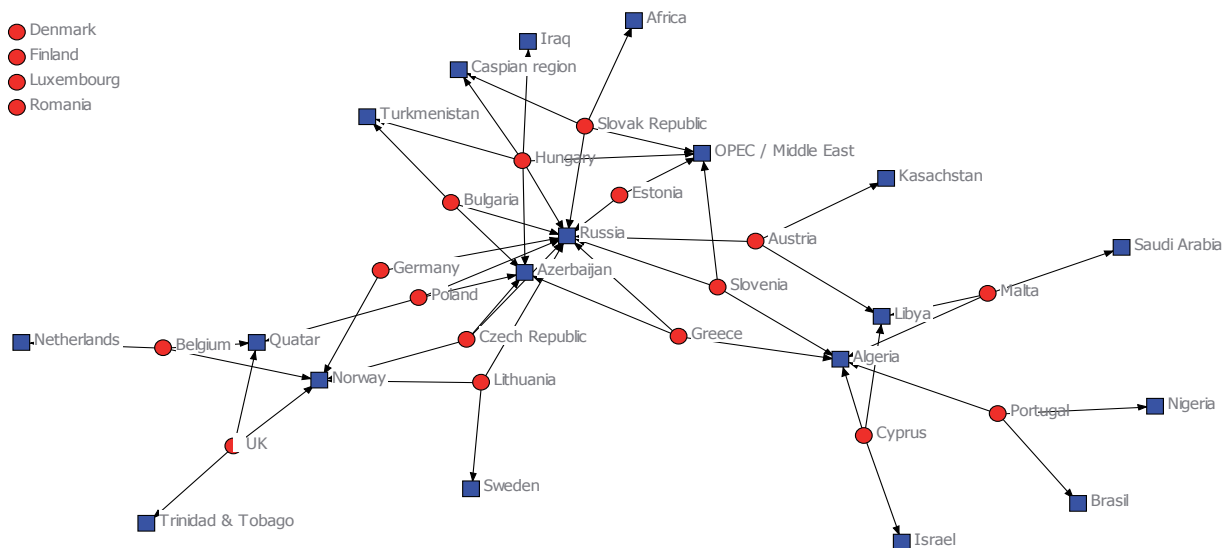 Denmark
Finland
Luxembourg
Romania
Africa
Iraq
Caspian region
Turkmenistan
Slovak Republic
OPEC / Middle East
Hungary
Kasachstan
Estonia
Bulgaria
Russia
Austria
Saudi Arabia
Germany
Azerbaijan
Slovenia
Malta
Poland
Libya
Netherlands
Belgium
Quatar
Czech Republic
Greece
Algeria
Norway
Lithuania
Nigeria
Portugal
UK
Cyprus
Sweden
Brasil
Trinidad & Tobago
Israel